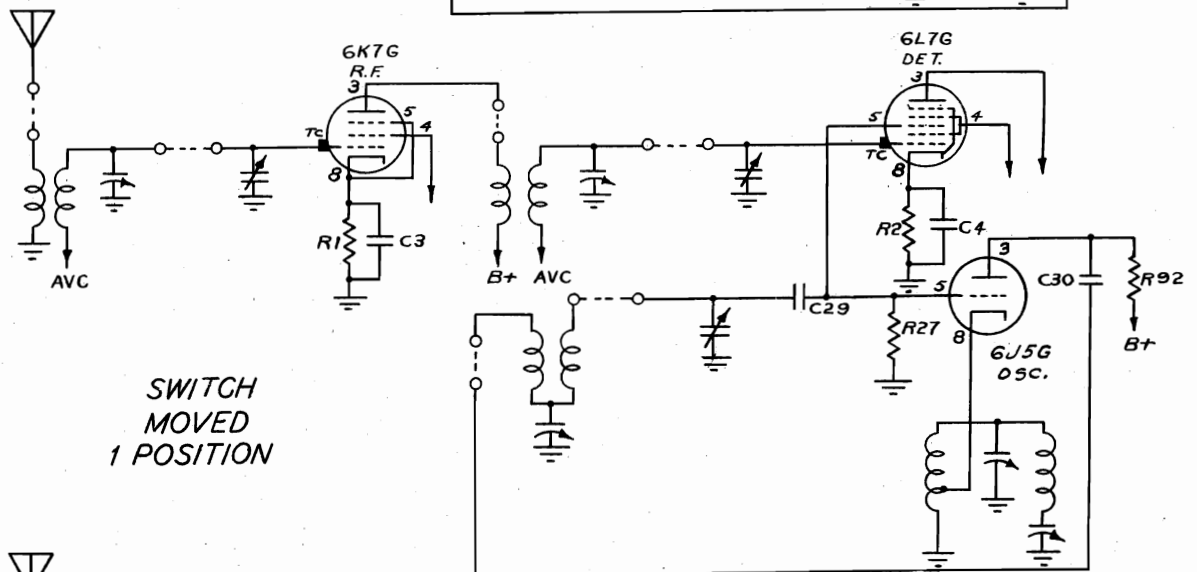 6K7G
R.F.
3
5
4
TC
8
R1
C3
AVC
B+
AVC
6L7G
DET.
3
5
4
TC
8
R2
C4
3
C30
R92
B+
5
C29
R27
8
6J5G
OSC.
SWITCH
MOVED
1 POSITION